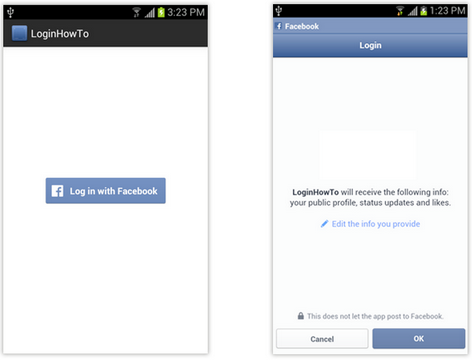 3:23 PM
LoginHowTo
Log in with Facebook
1:23 PM
Facebook
Login
LoginHowTo will receive the following info:
your public profile, status updates and likes.
Edit the info you provide
This does not let the app post to Facebook.
Cancel
OK